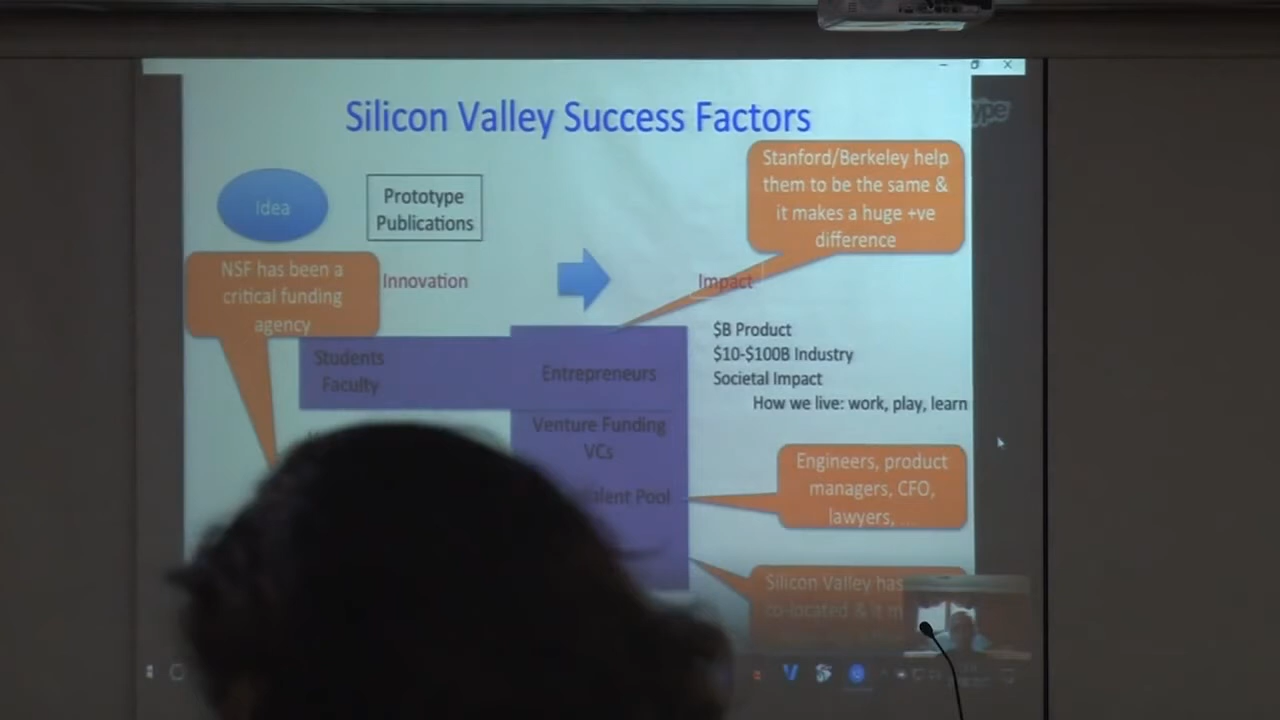 Silicon Valley Success Factors
Stanford/Berkeley help
them to be the same &
it makes a huge +ve
difference
Idea
Prototype
Publications
NSF has been a
critical funding
agency
Innovation
Impact
$B Product
$10-$100B Industry
Societal Impact
How we live: work, play, learn
Students
Faculty
Entrepreneurs
Venture Funding
VCs
Pool
Engineers, product
managers, CFO,
lawyers, ...
Silicon Valley has
co-located & it